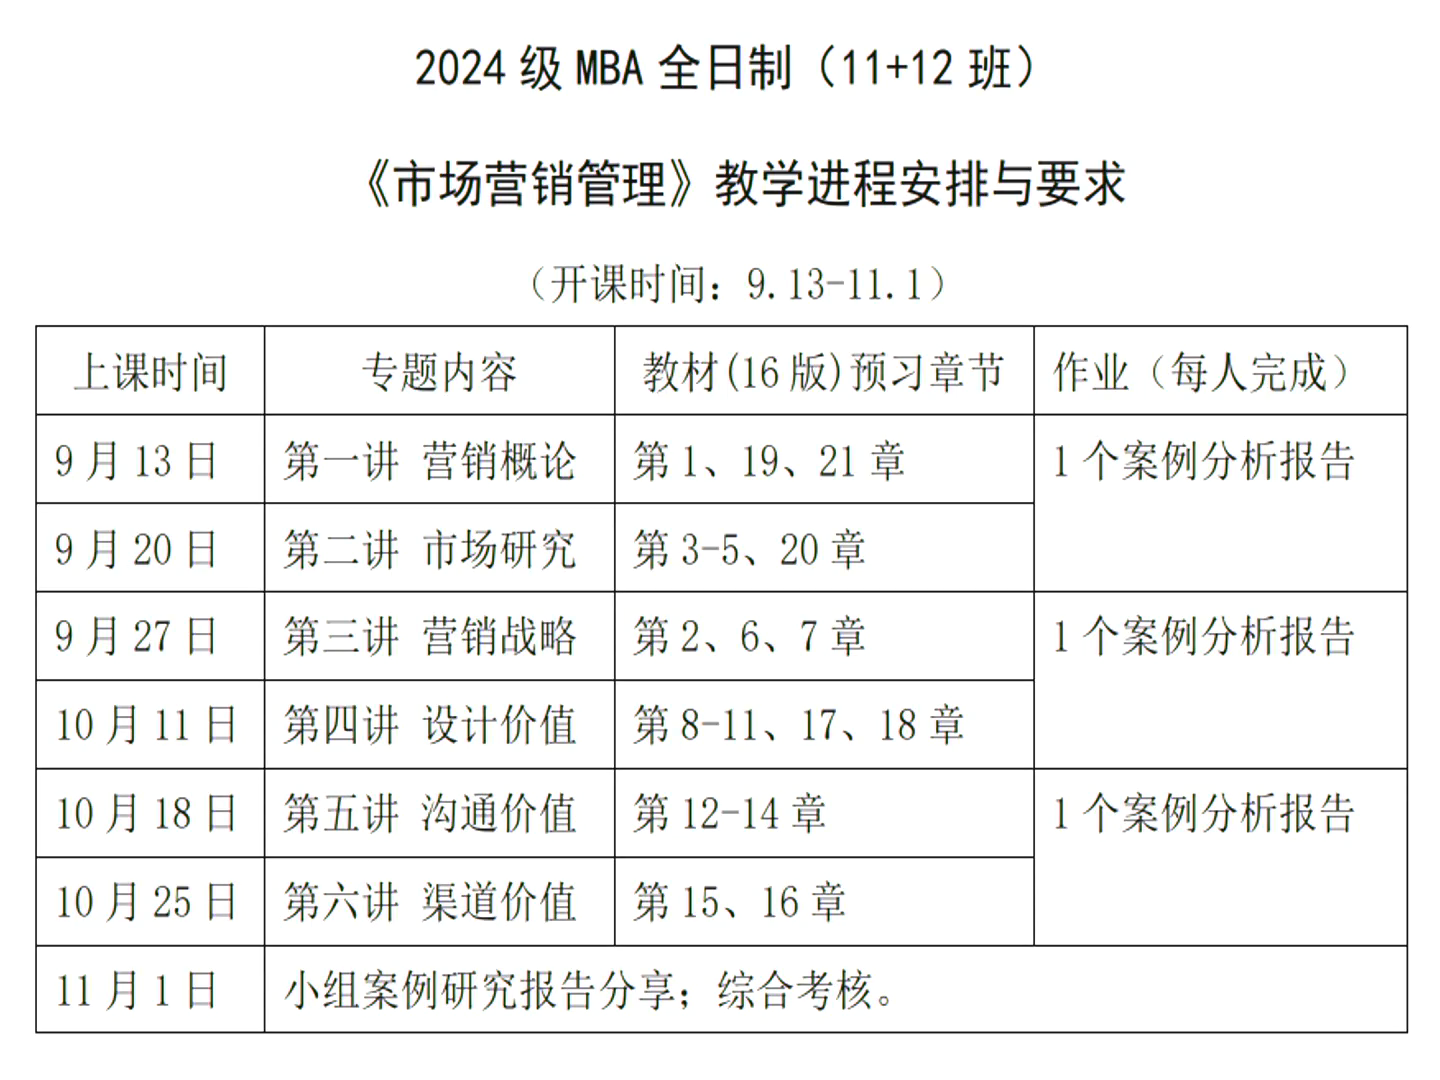 2024 级 MBA 全日制（11+12 班）
《市场营销管理》教学进程安排与要求
（开课时间：9.13-11.1）
上课时间 专题内容 教材(16 版)预习章节 作业（每人完成）
9 月 13 日 第一讲 营销概论 第 1、19、21 章 1 个案例分析报告
9 月 20 日 第二讲 市场研究 第 3-5、20 章
9 月 27 日 第三讲 营销战略 第 2、6、7 章 1 个案例分析报告
10 月 11 日 第四讲 设计价值 第 8-11、17、18 章
10 月 18 日 第五讲 沟通价值 第 12-14 章 1 个案例分析报告
10 月 25 日 第六讲 渠道价值 第 15、16 章
11 月 1 日 小组案例研究报告分享；综合考核。